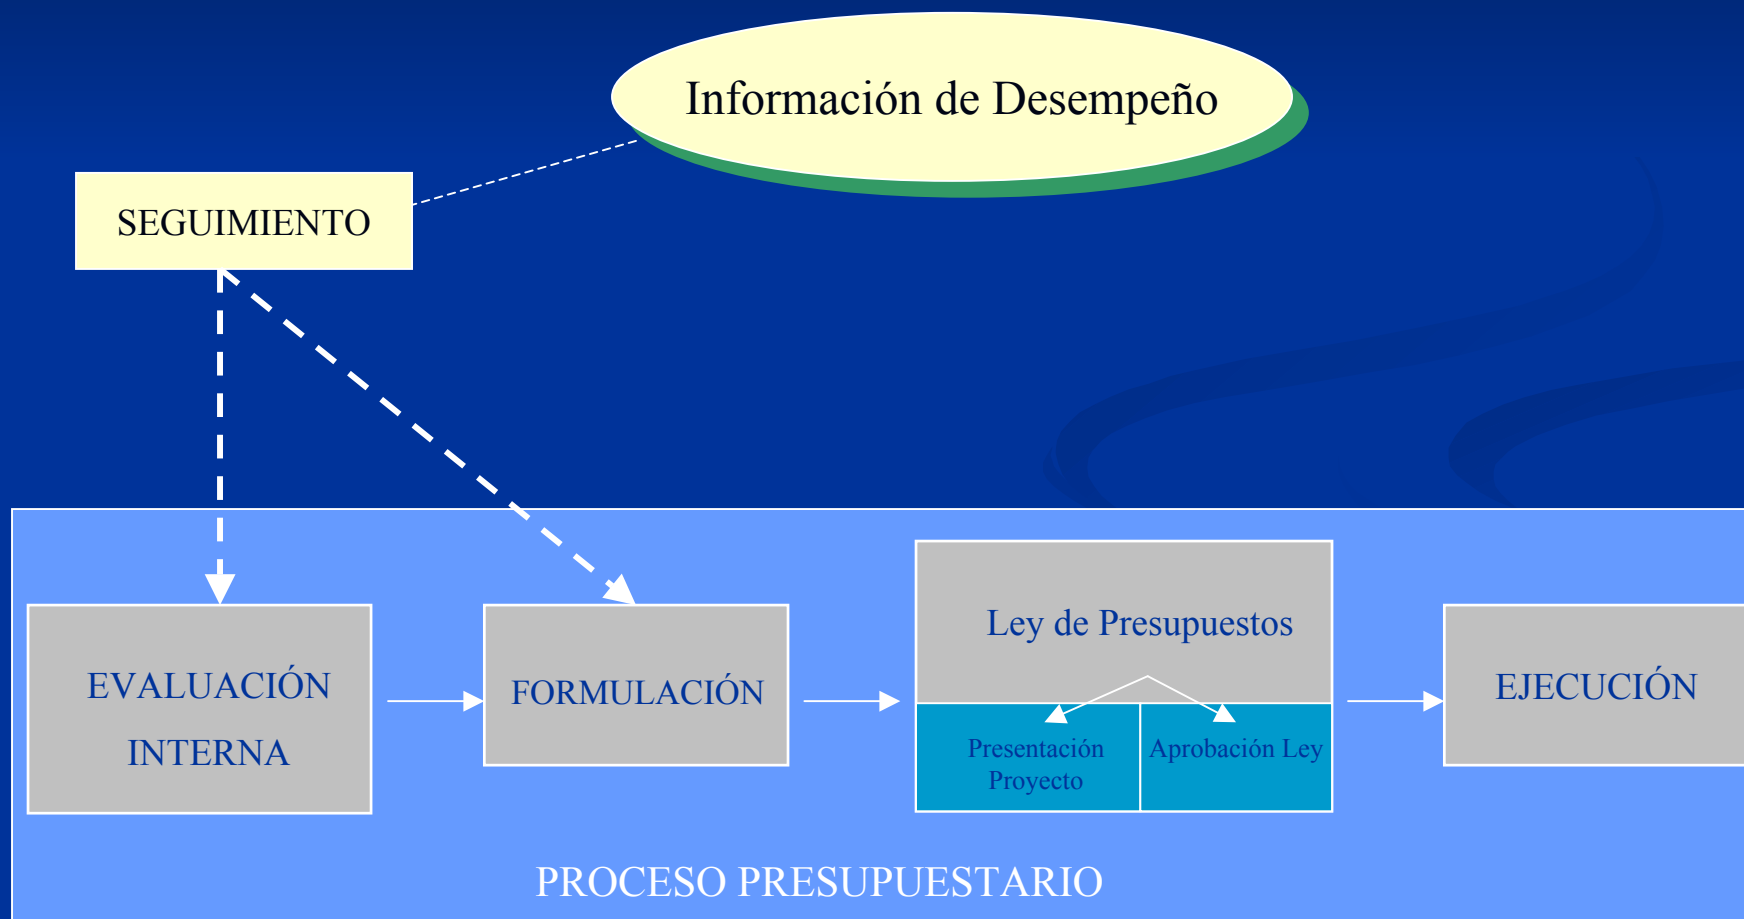 Información de Desempeño
SEGUIMIENTO
EVALUACIÓN
INTERNA
FORMULACIÓN
Ley de Presupuestos
Presentación
Proyecto
Aprobación Ley
EJECUCIÓN
PROCESO PRESUPUESTARIO